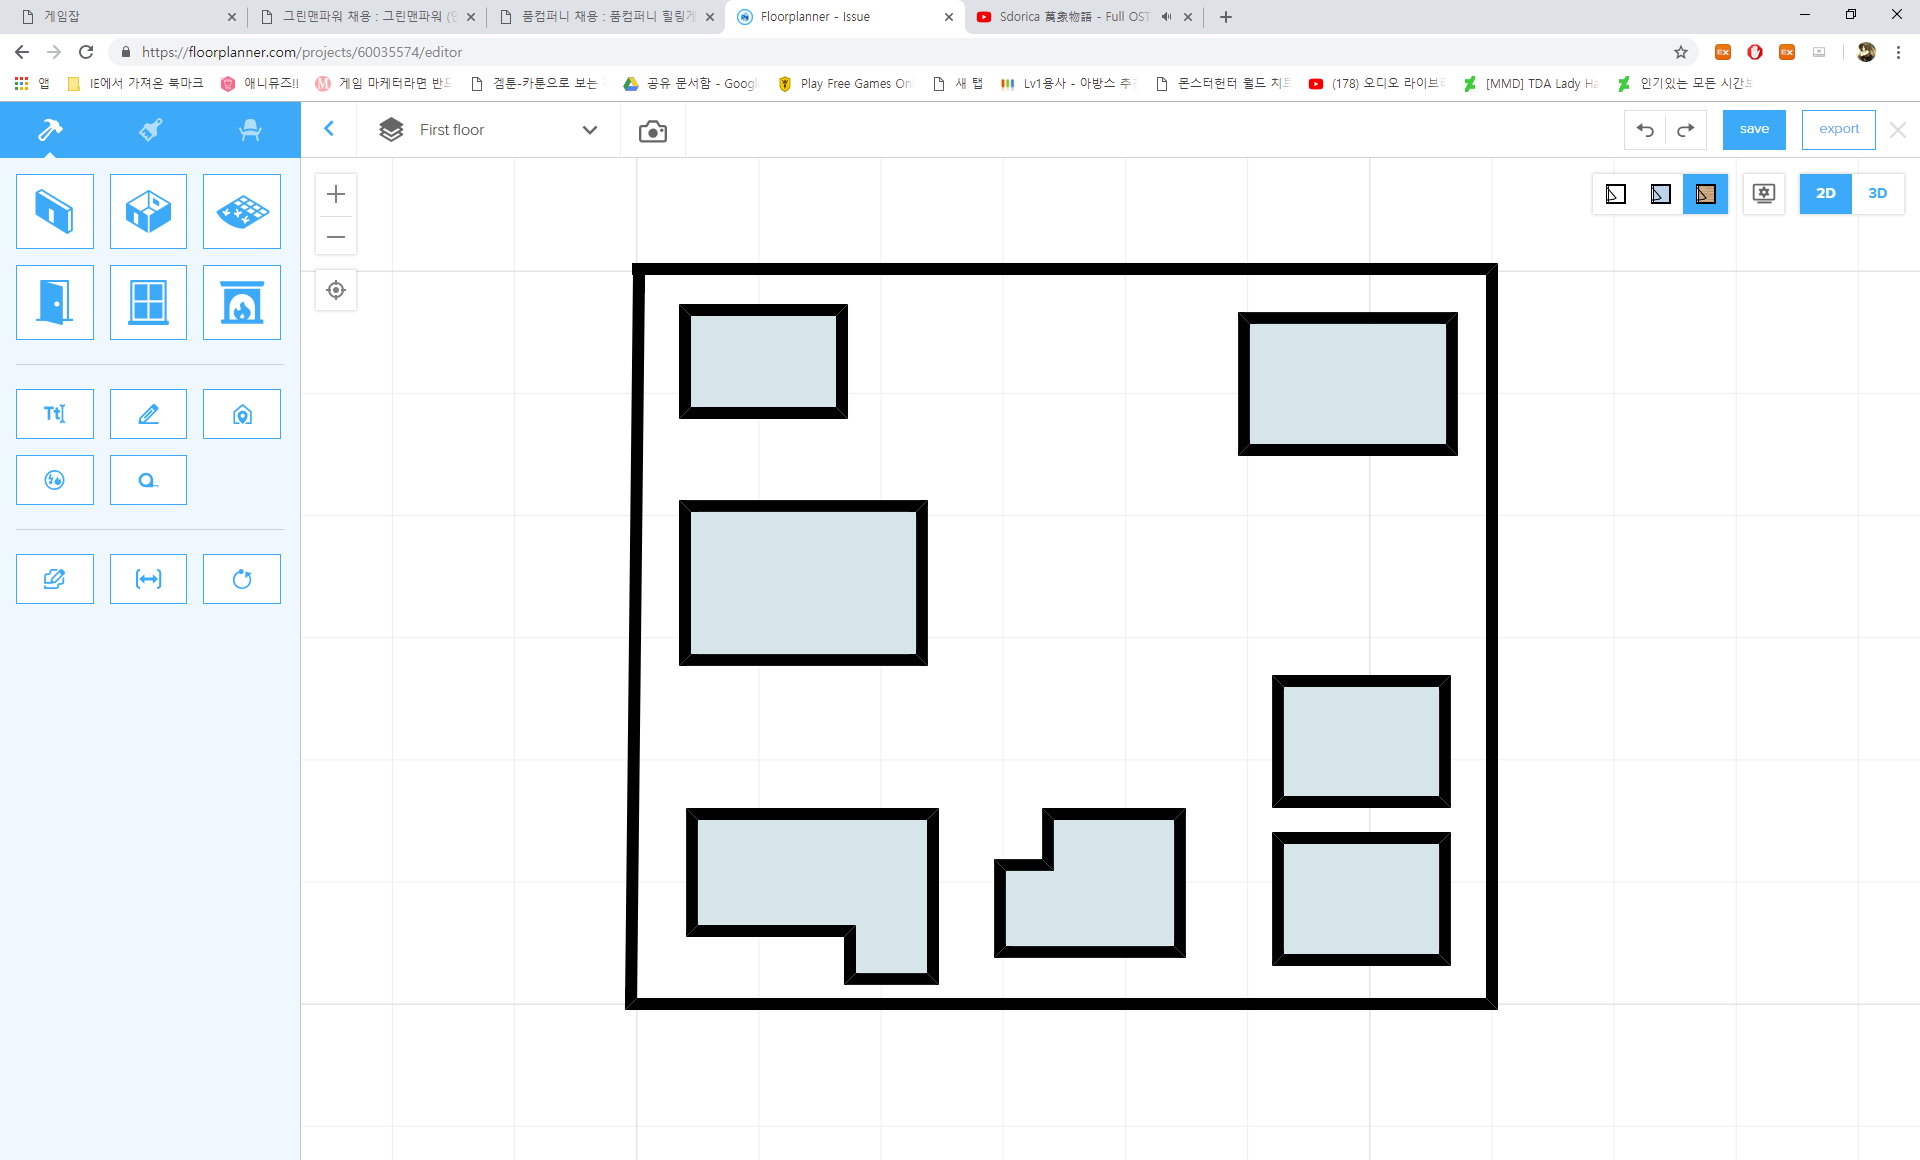 게임잡
그린맨파워 채용 : 그린맨파워
품컴퍼니 채용 : 품컴퍼니 힐링게
Floorplanner - Issue
Sdorica 萬象物語 - Full OST
https://floorplanner.com/projects/60035574/editor
앱
IE에서 가져온 북마크
애니뮤즈!!
게임 마케터라면 반드
겜툰-카툰으로 보는
공유 문서함 - Googl
Play Free Games On
새 탭
Lv1용사 - 아방스 추
몬스터헌터 월드 치트
(178) 오디오 라이브
[MMD] TDA Lady Ha
인기있는 모든 시간
First floor
save
export
2D
3D
Tt